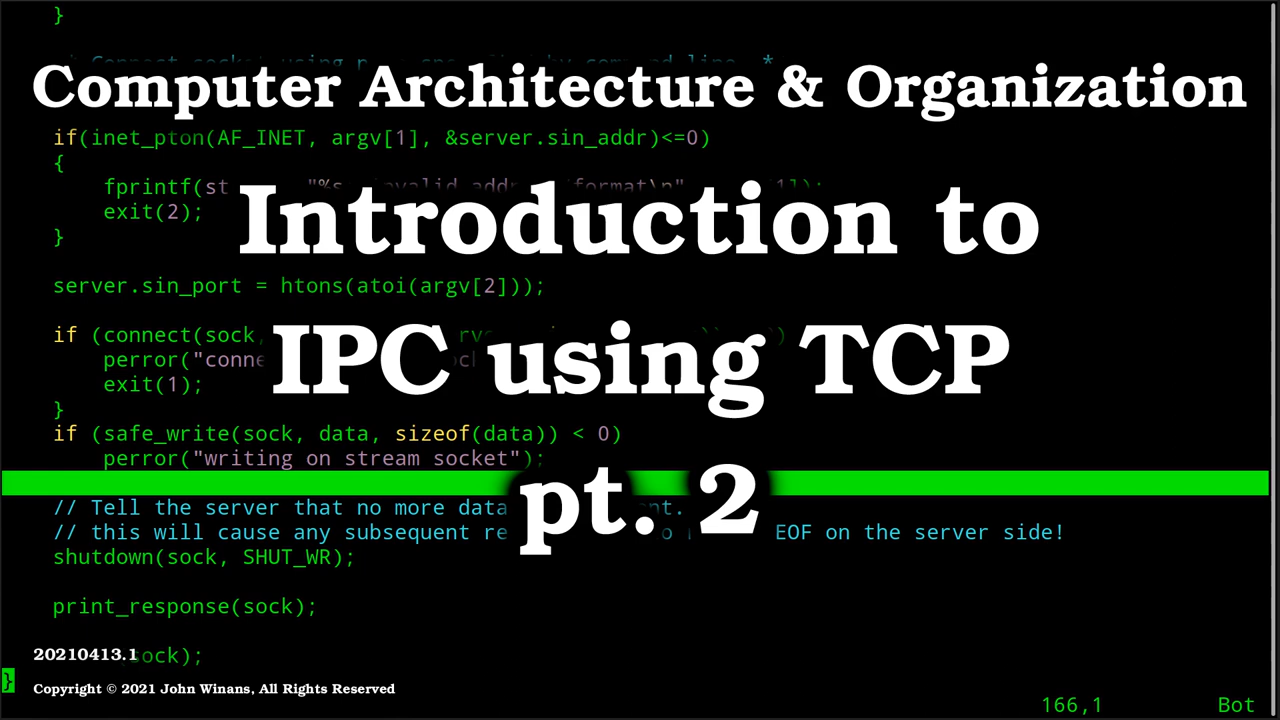 }
Computer Architecture & Organization
if(inet_pton(AF_INET, argv[1], &server.sin_addr)<=0)
{
fprintf(
exit(2);
Introduction to
}
server.sin_port = htons(atoi(argv[2]));
if (connect(sock,
IPC using TCP
perror("conne
exit(1);
}
if (safe_write(sock, data, sizeof(data)) < 0)
perror("writing on stream socket");
pt. 2
// Tell the server that no more data
// this will cause any subsequent EOF on the server side!
shutdown(sock, SHUT_WR);
print_response(sock);
20210413.1
sock);
}
Copyright © 2021 John Winans, All Rights Reserved
166,1 Bot